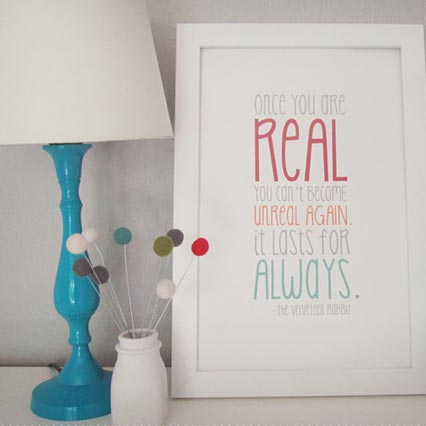 ONCE YOU ARE
REAL
YOU CAN'T BECOME
UNREAL AGAIN.
IT LASTS FOR
ALWAYS.
- THE VELVETEEN RABBIT